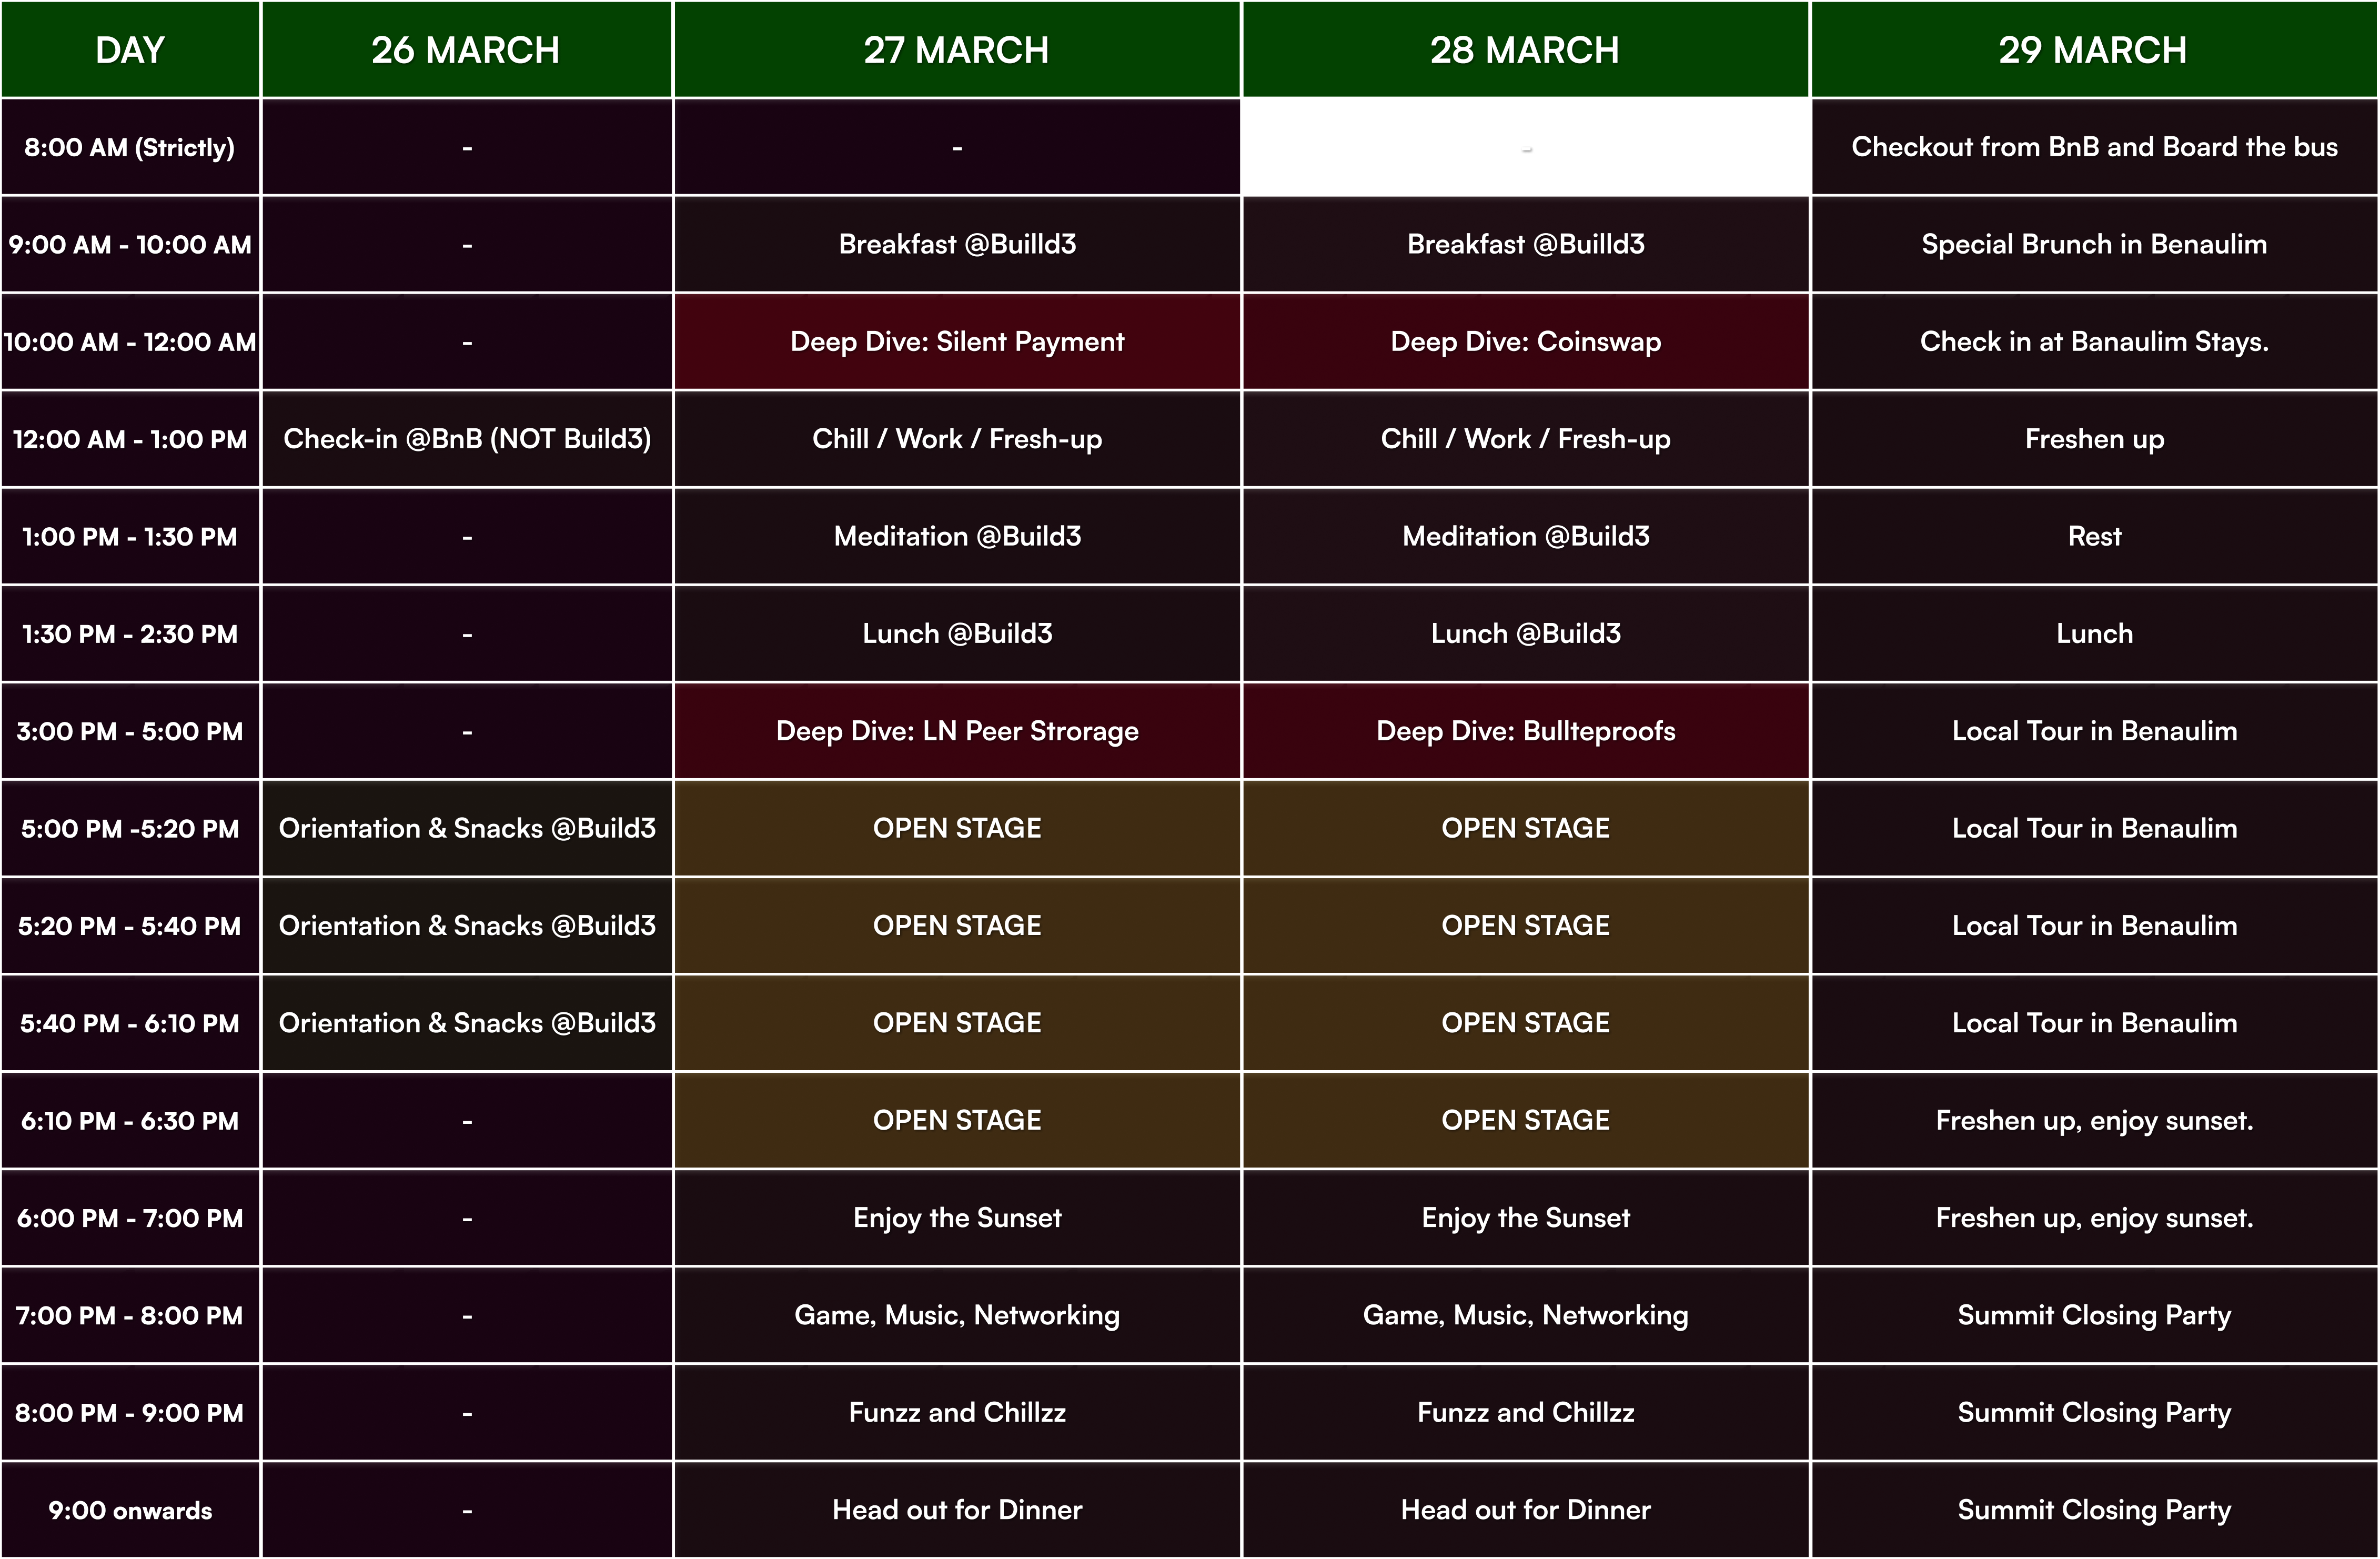 DAY 26 MARCH 27 MARCH 28 MARCH 29 MARCH
8:00 AM (Strictly) - - - Checkout from BnB and Board the bus
9:00 AM - 10:00 AM - Breakfast @Builld3 Breakfast @Builld3 Special Brunch in Benaulim
10:00 AM - 12:00 AM - Deep Dive: Silent Payment Deep Dive: Coinswap Check in at Banaulim Stays.
12:00 AM - 1:00 PM Check-in @BnB (NOT Build3) Chill / Work / Fresh-up Chill / Work / Fresh-up Freshen up
1:00 PM - 1:30 PM - Meditation @Build3 Meditation @Build3 Rest
1:30 PM - 2:30 PM - Lunch @Build3 Lunch @Build3 Lunch
3:00 PM - 5:00 PM - Deep Dive: LN Peer Strorage Deep Dive: Bullteproofs Local Tour in Benaulim
5:00 PM -5:20 PM Orientation & Snacks @Build3 OPEN STAGE OPEN STAGE Local Tour in Benaulim
5:20 PM - 5:40 PM Orientation & Snacks @Build3 OPEN STAGE OPEN STAGE Local Tour in Benaulim
5:40 PM - 6:10 PM Orientation & Snacks @Build3 OPEN STAGE OPEN STAGE Local Tour in Benaulim
6:10 PM - 6:30 PM - OPEN STAGE OPEN STAGE Freshen up, enjoy sunset.
6:00 PM - 7:00 PM - Enjoy the Sunset Enjoy the Sunset Freshen up, enjoy sunset.
7:00 PM - 8:00 PM - Game, Music, Networking Game, Music, Networking Summit Closing Party
8:00 PM - 9:00 PM - Funzz and Chillzz Funzz and Chillzz Summit Closing Party
9:00 onwards - Head out for Dinner Head out for Dinner Summit Closing Party